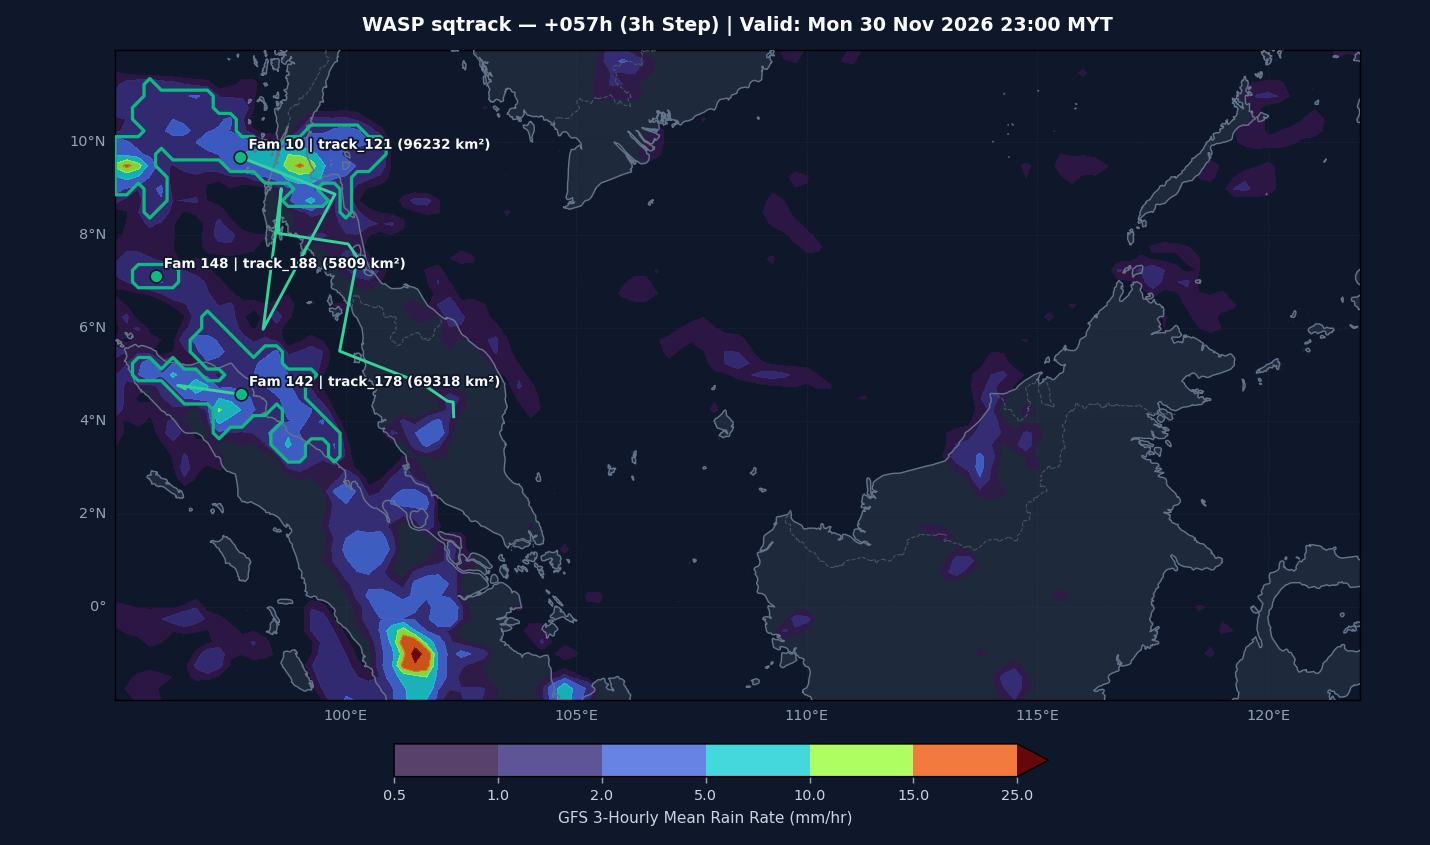 WASP sqtrack — +057h (3h Step) | Valid: Mon 30 Nov 2026 23:00 MYT
10°N
8°N
6°N
4°N
2°N
0°
Fam 10 | track_121 (96232 km²)
Fam 148 | track_188 (5809 km²)
Fam 142 | track_178 (69318 km²)
100°E
105°E
110°E
115°E
120°E
0.5
1.0
2.0
5.0
10.0
15.0
25.0
GFS 3-Hourly Mean Rain Rate (mm/hr)